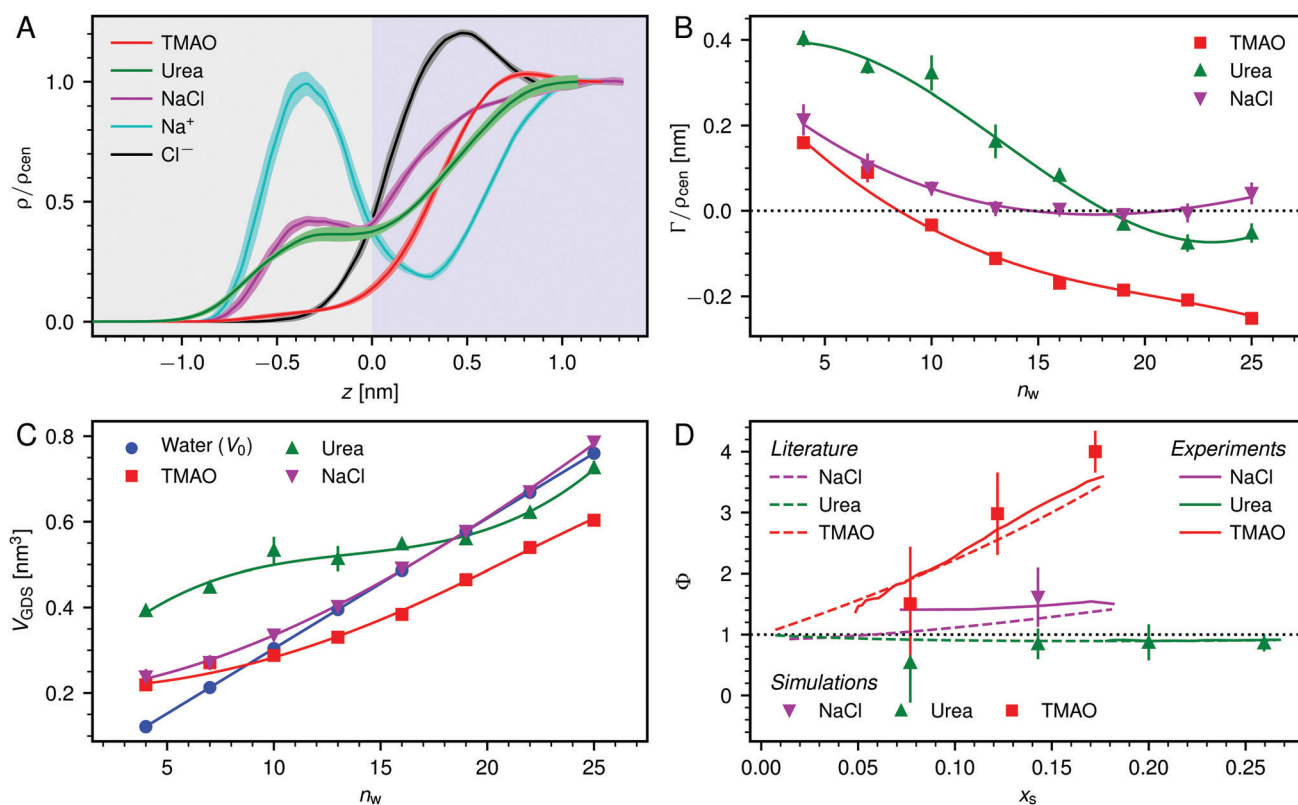 A
TMAO
Urea
NaCl
Na⁺
Cl⁻
1.0
0.5
0.0
ρ/ρcen
−1.0
−0.5
0.0
0.5
1.0
z [nm]
B
TMAO
Urea
NaCl
0.4
0.2
0.0
−0.2
Γ/ρcen [nm]
5
10
15
20
25
nw
C
Water (V₀)
TMAO
Urea
NaCl
0.8
0.6
0.4
0.2
VGDS [nm³]
5
10
15
20
25
nw
D
Literature
NaCl
Urea
TMAO
Experiments
NaCl
Urea
TMAO
Simulations
NaCl
Urea
TMAO
4
3
2
1
0
Φ
0.00
0.05
0.10
0.15
0.20
0.25
xs